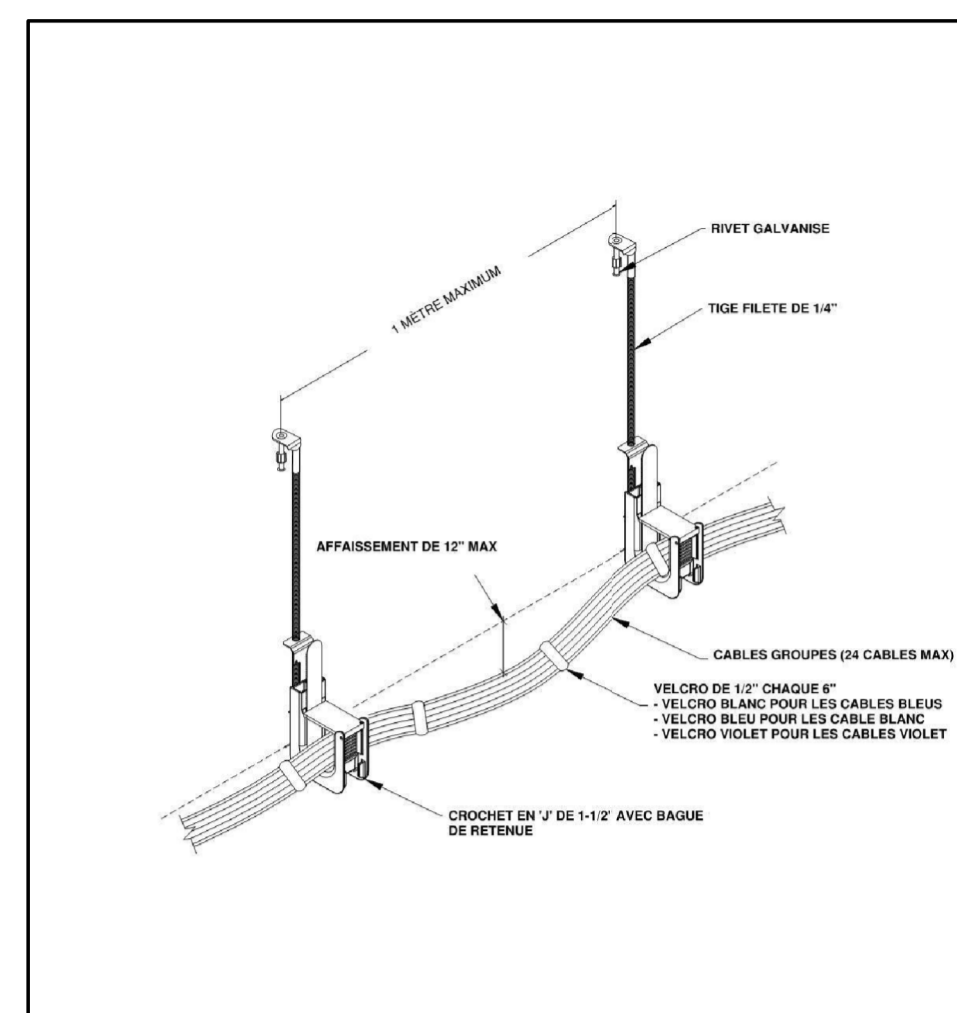 RIVET GALVANISE
1 MÈTRE MAXIMUM
TIGE FILETE DE 1/4"
AFFAISSEMENT DE 12" MAX
CABLES GROUPES (24 CABLES MAX)
VELCRO DE 1/2" CHAQUE 6"
- VELCRO BLANC POUR LES CABLES BLEUS
- VELCRO BLEU POUR LES CABLE BLANC
- VELCRO VIOLET POUR LES CABLES VIOLET
CROCHET EN 'J' DE 1-1/2' AVEC BAGUE
DE RETENUE